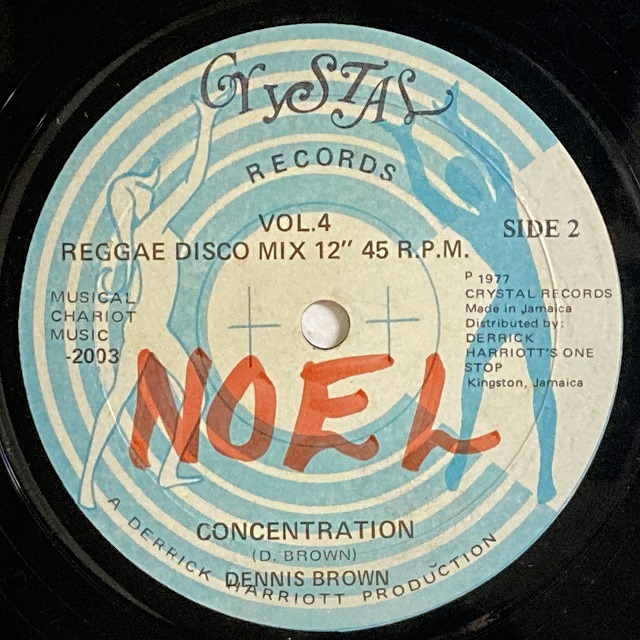 CrySTAL
RECORDS
VOL.4
SIDE 2
REGGAE DISCO MIX 12" 45 R.P.M.
MUSICAL
CHARIOT
MUSIC
-2003
P 1977
CRYSTAL RECORDS
Made in Jamaica
Distributed by:
DERRICK
HARRIOTT'S ONE
STOP
Kingston, Jamaica
NOEL
CONCENTRATION
(D. BROWN)
DENNIS BROWN
A DERRICK HARRIOTT PRODUCTION